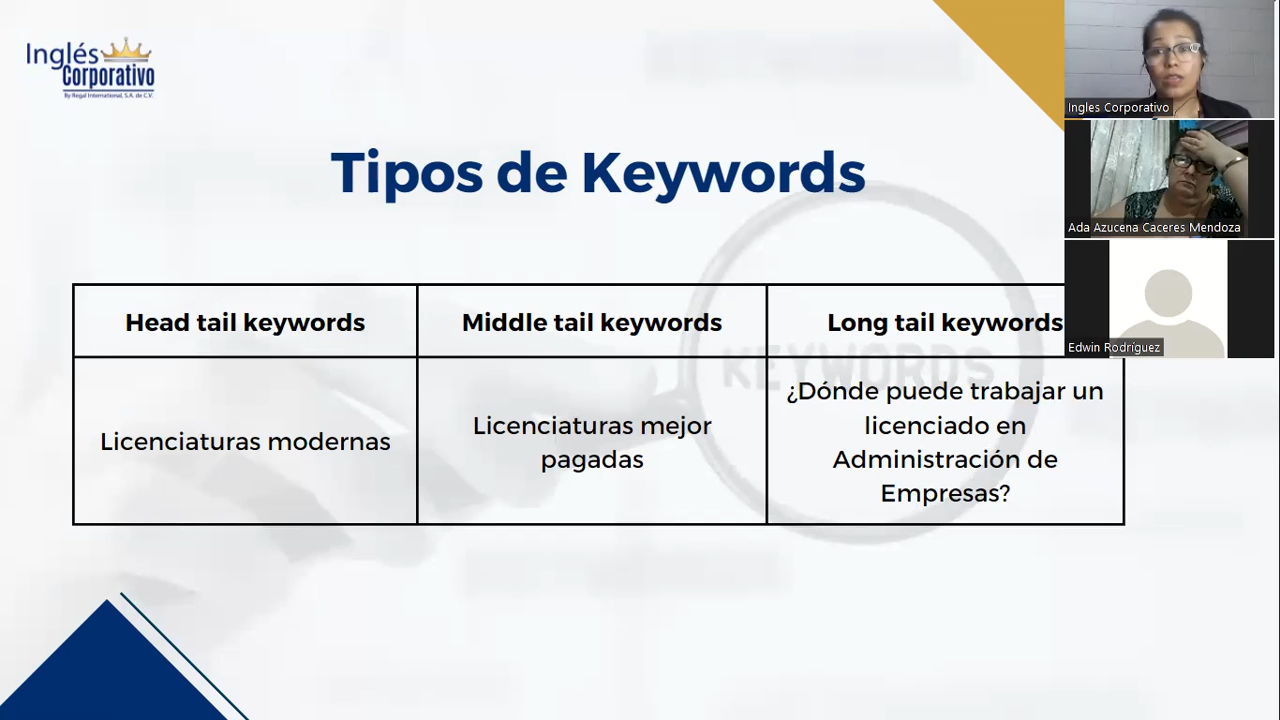 Inglés
Corporativo
By Regal International, S.A. de C.V.
Tipos de Keywords
Head tail keywords
Middle tail keywords
Long tail keywords
Licenciaturas modernas
Licenciaturas mejor
pagadas
¿Dónde puede trabajar un
licenciado en
Administración de
Empresas?
KEYWORDS
Ingles Corporativo
Ada Azucena Caceres Mendoza
Edwin Rodríguez